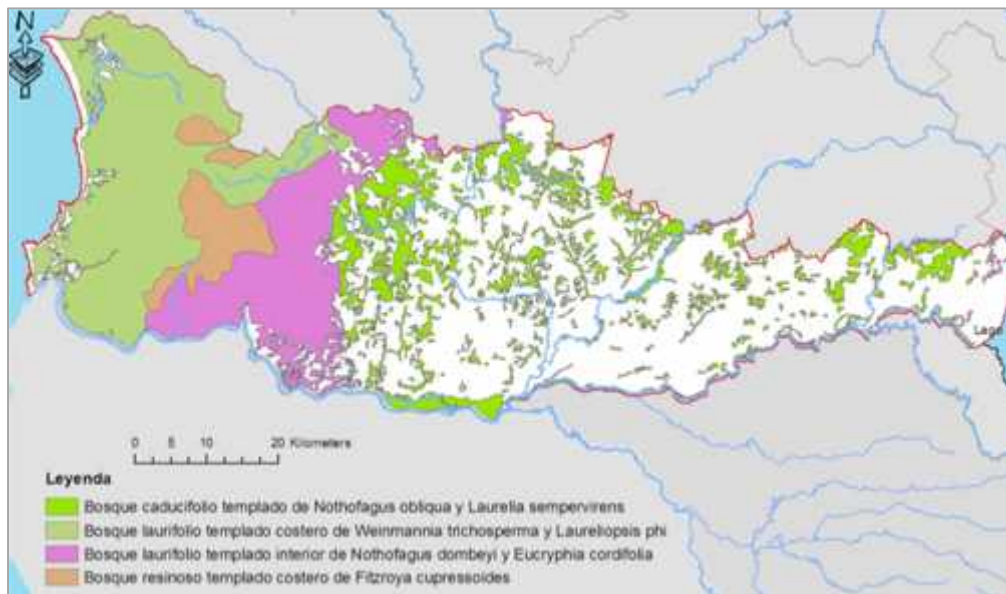 N
Lago
0 5 10 20 Kilometers
Leyenda
Bosque caducifolio templado de Nothofagus obliqua y Laurelia sempervirens
Bosque laurifolio templado costero de Weinmannia trichosperma y Laureliopsis phi
Bosque laurifolio templado interior de Nothofagus dombeyi y Eucryphia cordifolia
Bosque resinoso templado costero de Fitzroya cupressoides